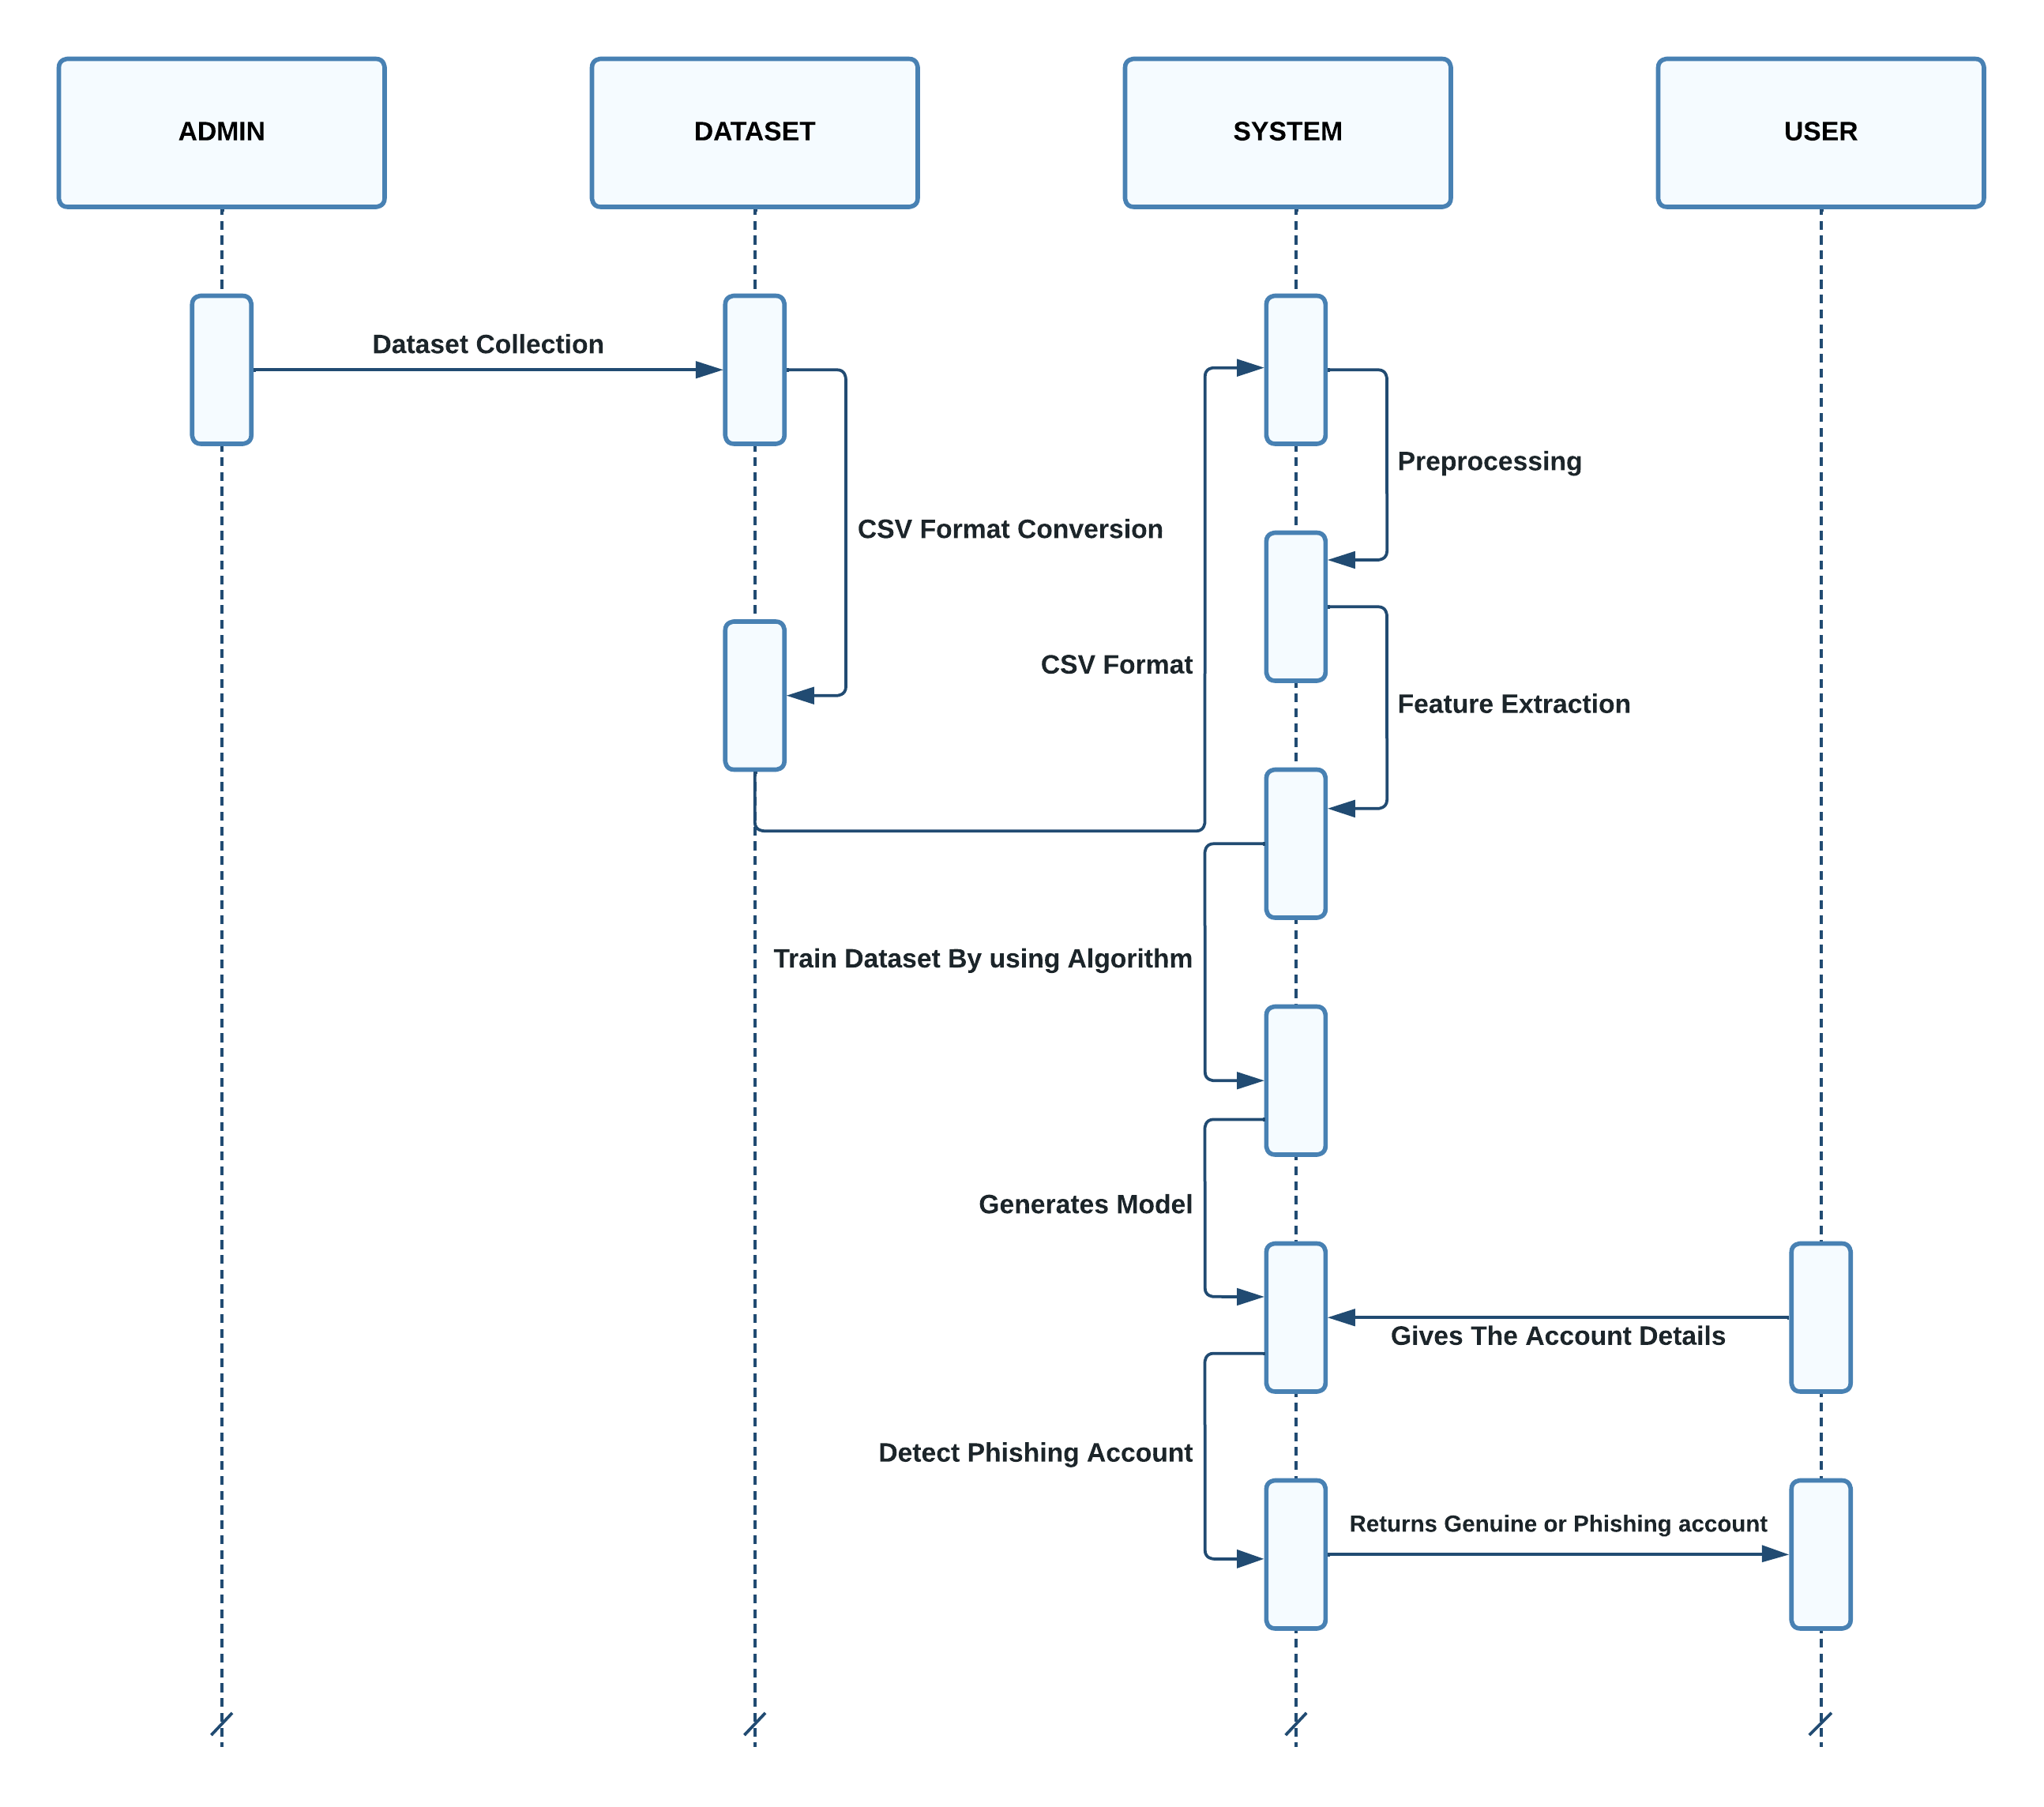 ADMIN
DATASET
SYSTEM
USER
Dataset Collection
Preprocessing
CSV Format Conversion
CSV Format
Feature Extraction
Train Dataset By using Algorithm
Generates Model
Gives The Account Details
Detect Phishing Account
Returns Genuine or Phishing account